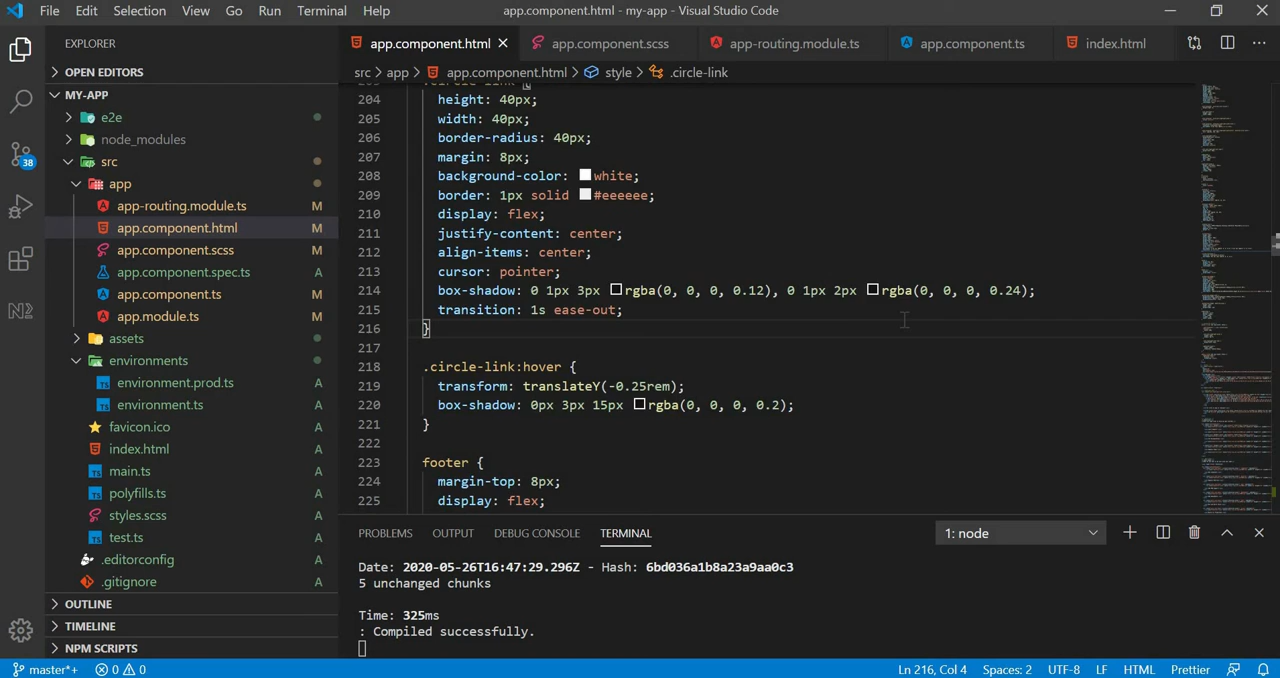 File Edit Selection View Go Run Terminal Help app.component.html - my-app - Visual Studio Code
EXPLORER
OPEN EDITORS
MY-APP
e2e
node_modules
src
app
app-routing.module.ts M
app.component.html M
app.component.scss M
app.component.spec.ts A
app.component.ts M
app.module.ts M
assets
environments
environment.prod.ts A
environment.ts A
favicon.ico A
index.html A
main.ts A
polyfills.ts A
styles.scss A
test.ts A
.editorconfig A
.gitignore A
OUTLINE
TIMELINE
NPM SCRIPTS
38
app.component.html app.component.scss app-routing.module.ts app.component.ts index.html
src > app > app.component.html > style > .circle-link
203 .circle-link {
204 height: 40px;
205 width: 40px;
206 border-radius: 40px;
207 margin: 8px;
208 background-color: white;
209 border: 1px solid #eeeeee;
210 display: flex;
211 justify-content: center;
212 align-items: center;
213 cursor: pointer;
214 box-shadow: 0 1px 3px rgba(0, 0, 0, 0.12), 0 1px 2px rgba(0, 0, 0, 0.24);
215 transition: 1s ease-out;
216 }
217
218 .circle-link:hover {
219 transform: translateY(-0.25rem);
220 box-shadow: 0px 3px 15px rgba(0, 0, 0, 0.2);
221 }
222
223 footer {
224 margin-top: 8px;
225 display: flex;
PROBLEMS OUTPUT DEBUG CONSOLE TERMINAL 1: node
Date: 2020-05-26T16:47:29.296Z - Hash: 6bd036a1b8a23a9aa0c3
5 unchanged chunks
Time: 325ms
: Compiled successfully.
master*+ 0 0 Ln 216, Col 4 Spaces: 2 UTF-8 LF HTML Prettier